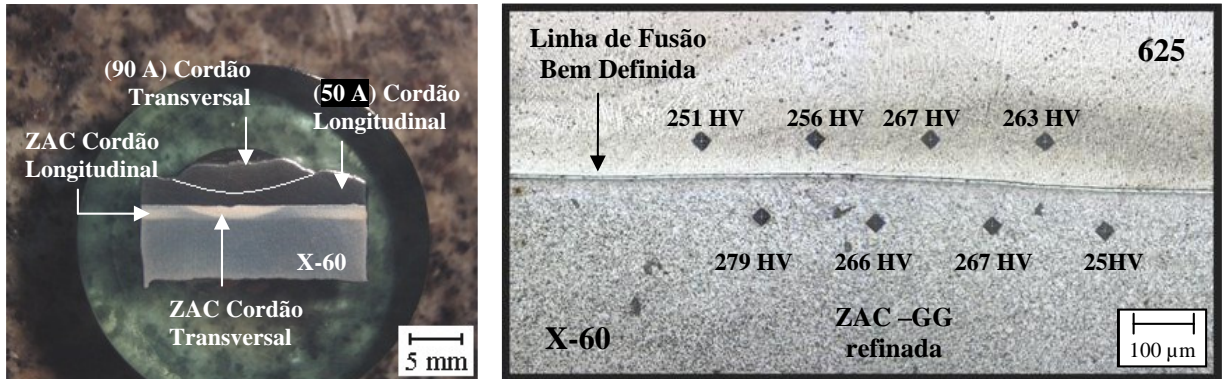 (90 A) Cordão
Transversal
(50 A) Cordão
Longitudinal
ZAC Cordão
Longitudinal
X-60
ZAC Cordão
Transversal
5 mm
Linha de Fusão
Bem Definida
625
251 HV
256 HV
267 HV
263 HV
279 HV
266 HV
267 HV
25HV
X-60
ZAC –GG
refinada
100 µm